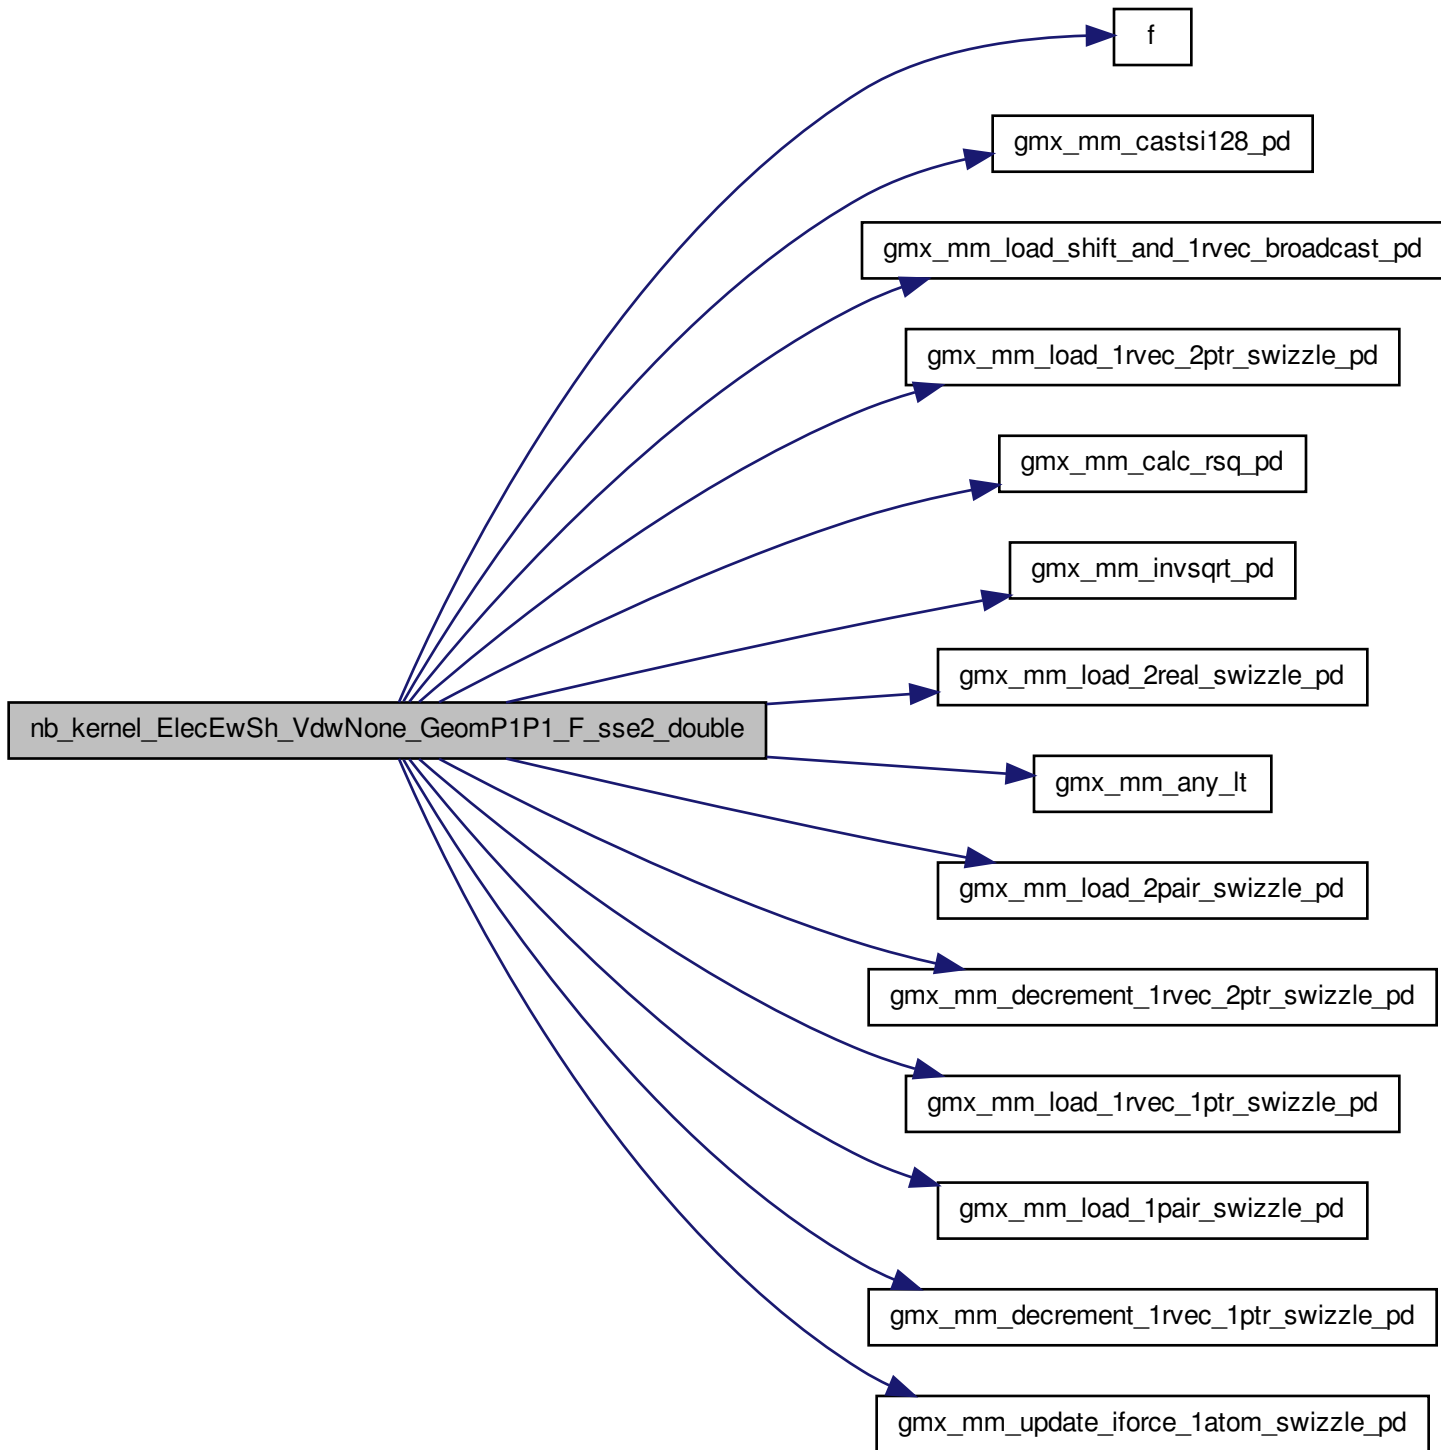 f
gmx_mm_castsi128_pd
gmx_mm_load_shift_and_1rvec_broadcast_pd
gmx_mm_load_1rvec_2ptr_swizzle_pd
gmx_mm_calc_rsq_pd
gmx_mm_invsqrt_pd
gmx_mm_load_2real_swizzle_pd
nb_kernel_ElecEwSh_VdwNone_GeomP1P1_F_sse2_double
gmx_mm_any_lt
gmx_mm_load_2pair_swizzle_pd
gmx_mm_decrement_1rvec_2ptr_swizzle_pd
gmx_mm_load_1rvec_1ptr_swizzle_pd
gmx_mm_load_1pair_swizzle_pd
gmx_mm_decrement_1rvec_1ptr_swizzle_pd
gmx_mm_update_iforce_1atom_swizzle_pd